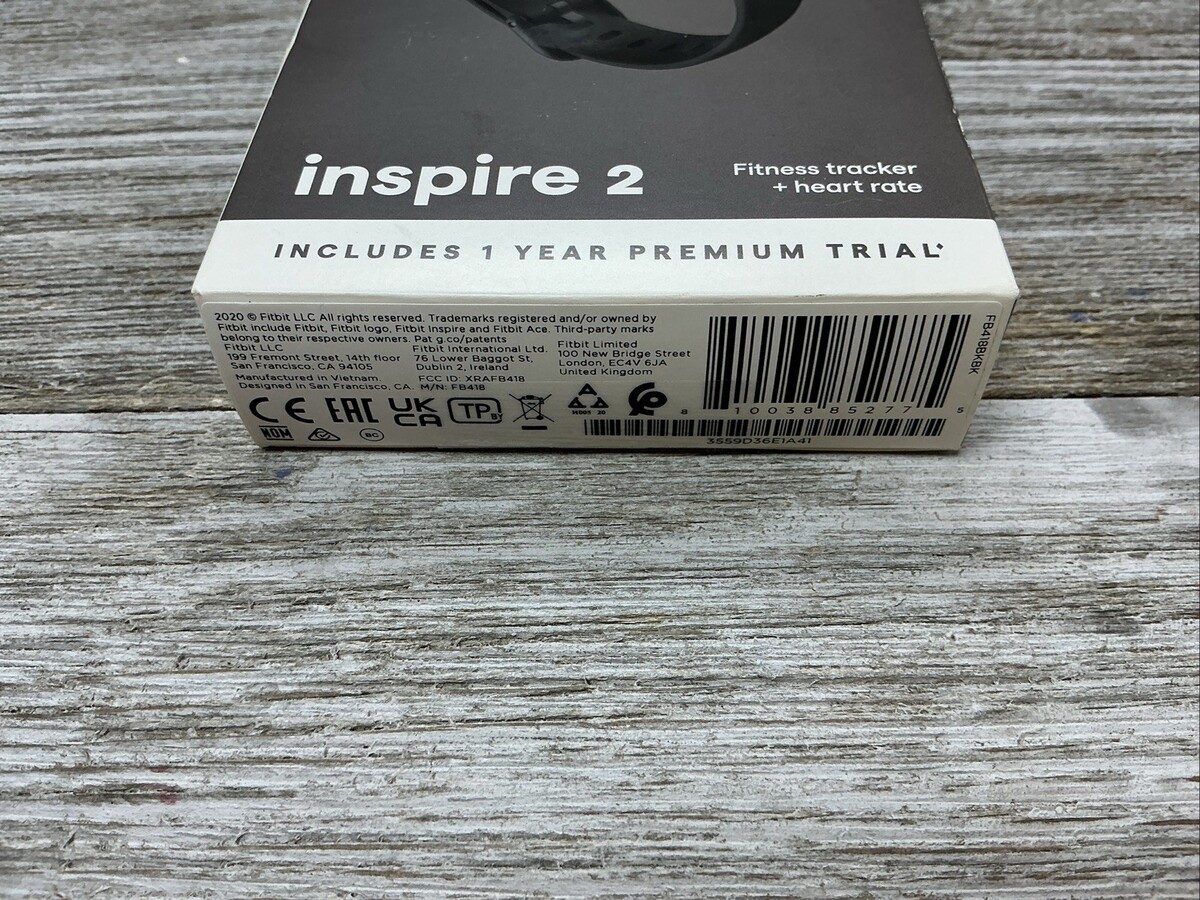 inspire 2
Fitness tracker
+ heart rate
INCLUDES 1 YEAR PREMIUM TRIAL
2020 © Fitbit LLC All rights reserved. Trademarks registered and/or owned by
Fitbit include Fitbit, Fitbit logo, Fitbit Inspire and Fitbit Ace. Third-party marks
belong to their respective owners. Pat g.co/patents
Fitbit LLC
199 Fremont Street, 14th floor
San Francisco, CA 94105
Fitbit International Ltd.
76 Lower Baggot St,
Dublin 2, Ireland
Fitbit Limited
100 New Bridge Street
London, EC4V 6JA
United Kingdom
Manufactured in Vietnam.
Designed in San Francisco, CA.
FCC ID: XRAFB418
M/N: FB418
CE EAC UK
CA
TP BY
NOM
BC
FB418BKBK
8 10038 85277 5
3559D36E1A41